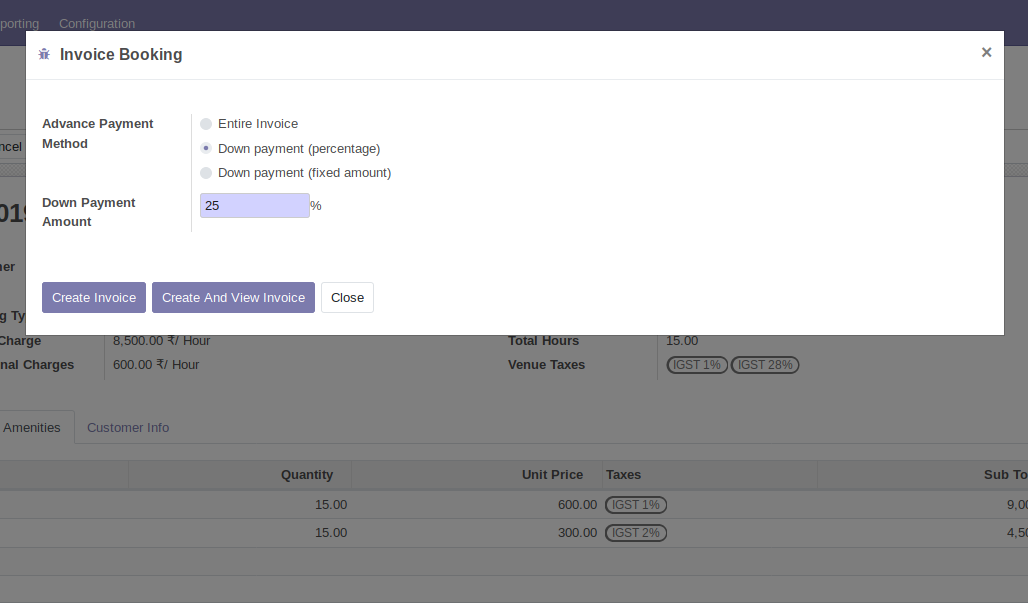 porting Configuration
Invoice Booking ×
Advance Payment Method
Entire Invoice
Down payment (percentage)
Down payment (fixed amount)
Down Payment Amount
25 %
Create Invoice Create And View Invoice Close
ncel
019
ner
g Ty
Charge 8,500.00 ₹/ Hour Total Hours 15.00
nal Charges 600.00 ₹/ Hour Venue Taxes IGST 1% IGST 28%
Amenities Customer Info
Quantity Unit Price Taxes Sub To
15.00 600.00 IGST 1% 9,00
15.00 300.00 IGST 2% 4,50